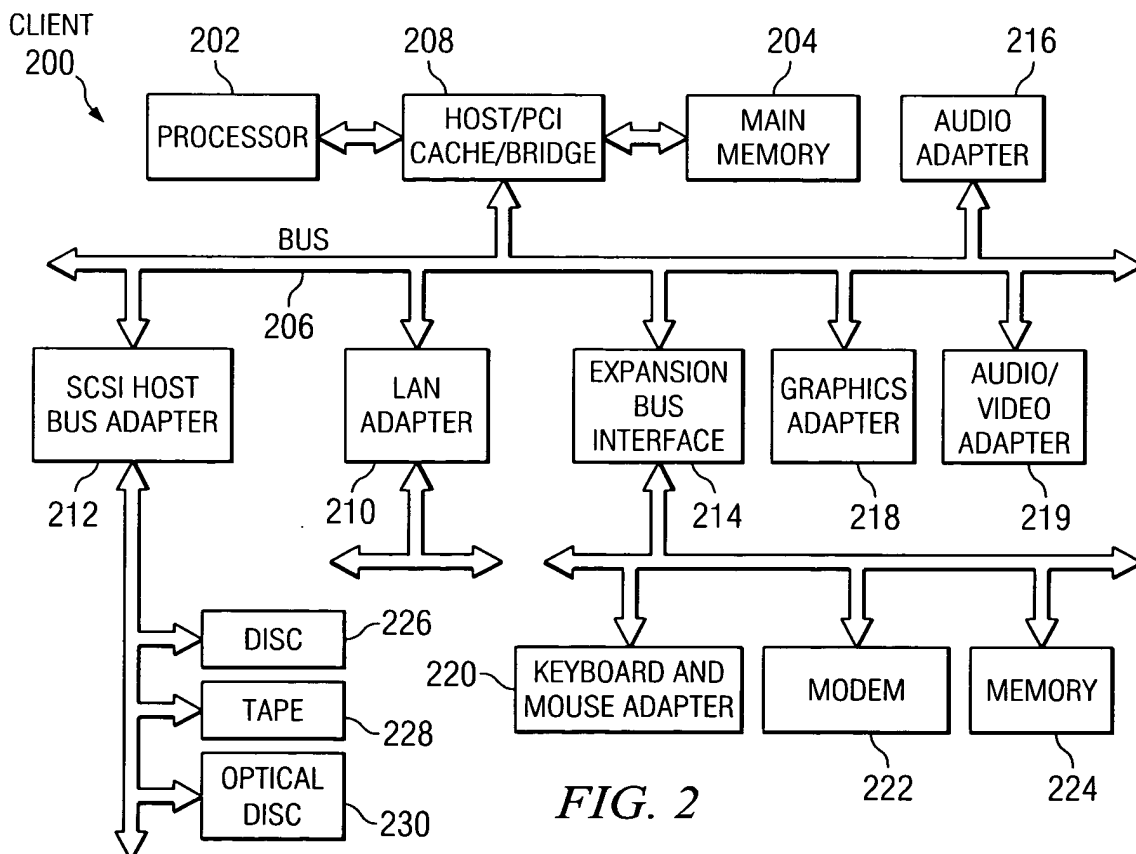 CLIENT
200
202
208
204
216
PROCESSOR
HOST/PCI
CACHE/BRIDGE
MAIN
MEMORY
AUDIO
ADAPTER
BUS
206
SCSI HOST
BUS ADAPTER
LAN
ADAPTER
EXPANSION
BUS
INTERFACE
GRAPHICS
ADAPTER
AUDIO/
VIDEO
ADAPTER
212
210
214
218
219
DISC
226
TAPE
228
OPTICAL
DISC
230
220
KEYBOARD AND
MOUSE ADAPTER
MODEM
MEMORY
222
224
FIG. 2